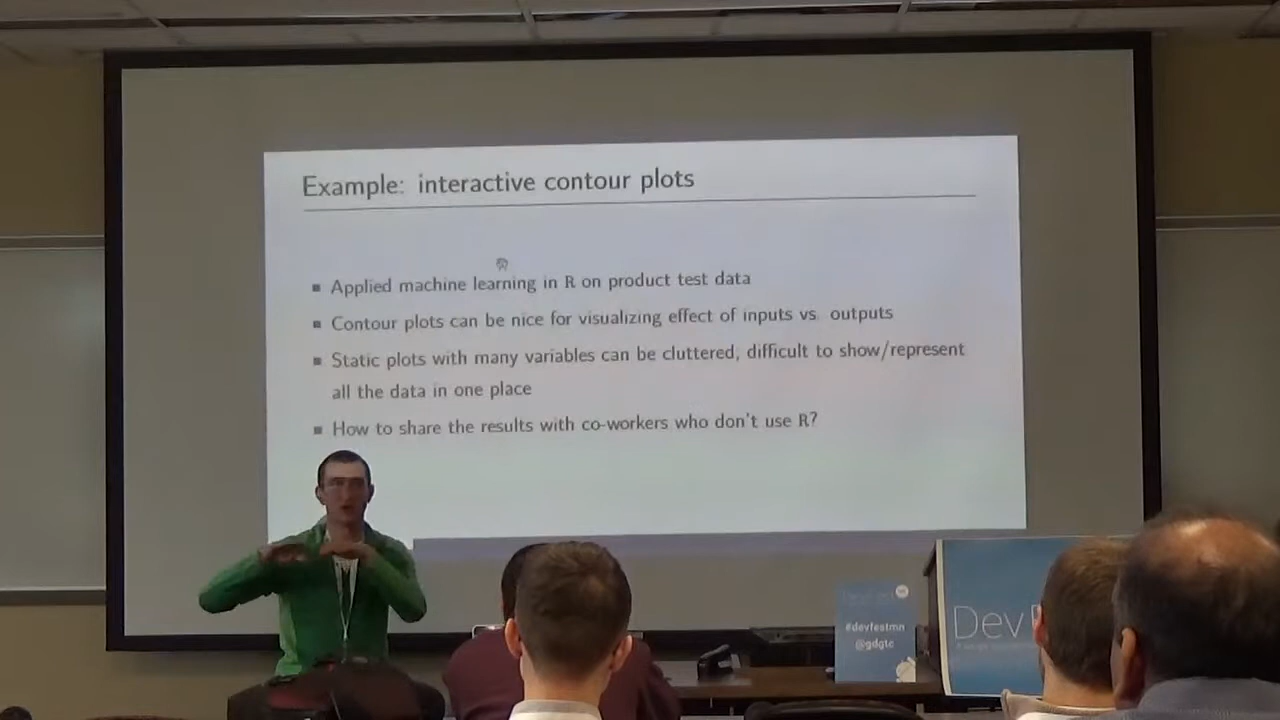 Example: interactive contour plots
Applied machine learning in R on product test data
Contour plots can be nice for visualizing effect of inputs vs. outputs
Static plots with many variables can be cluttered, difficult to show/represent
all the data in one place
How to share the results with co-workers who don't use R?
#devfestmn
@gdgtc
Dev